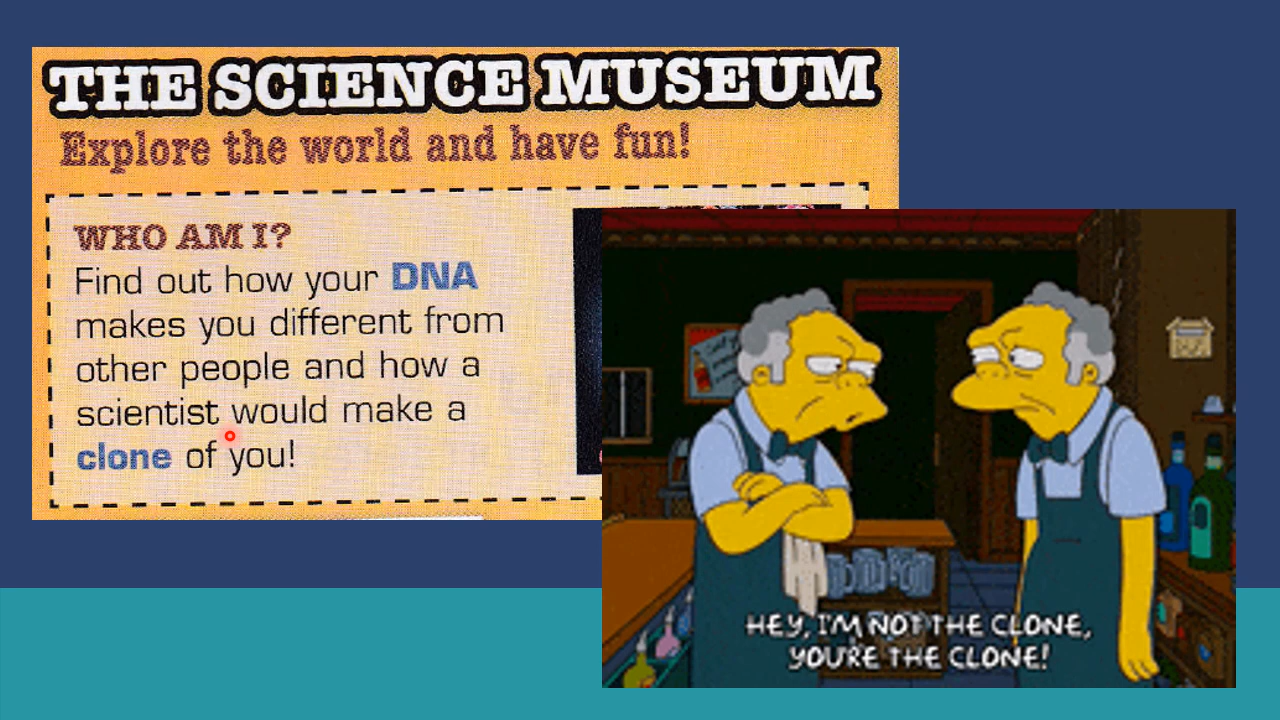 THE SCIENCE MUSEUM
Explore the world and have fun!
WHO AM I?
Find out how your DNA
makes you different from
other people and how a
scientist would make a
clone of you!
HEY, I'M NOT THE CLONE,
YOU'RE THE CLONE!